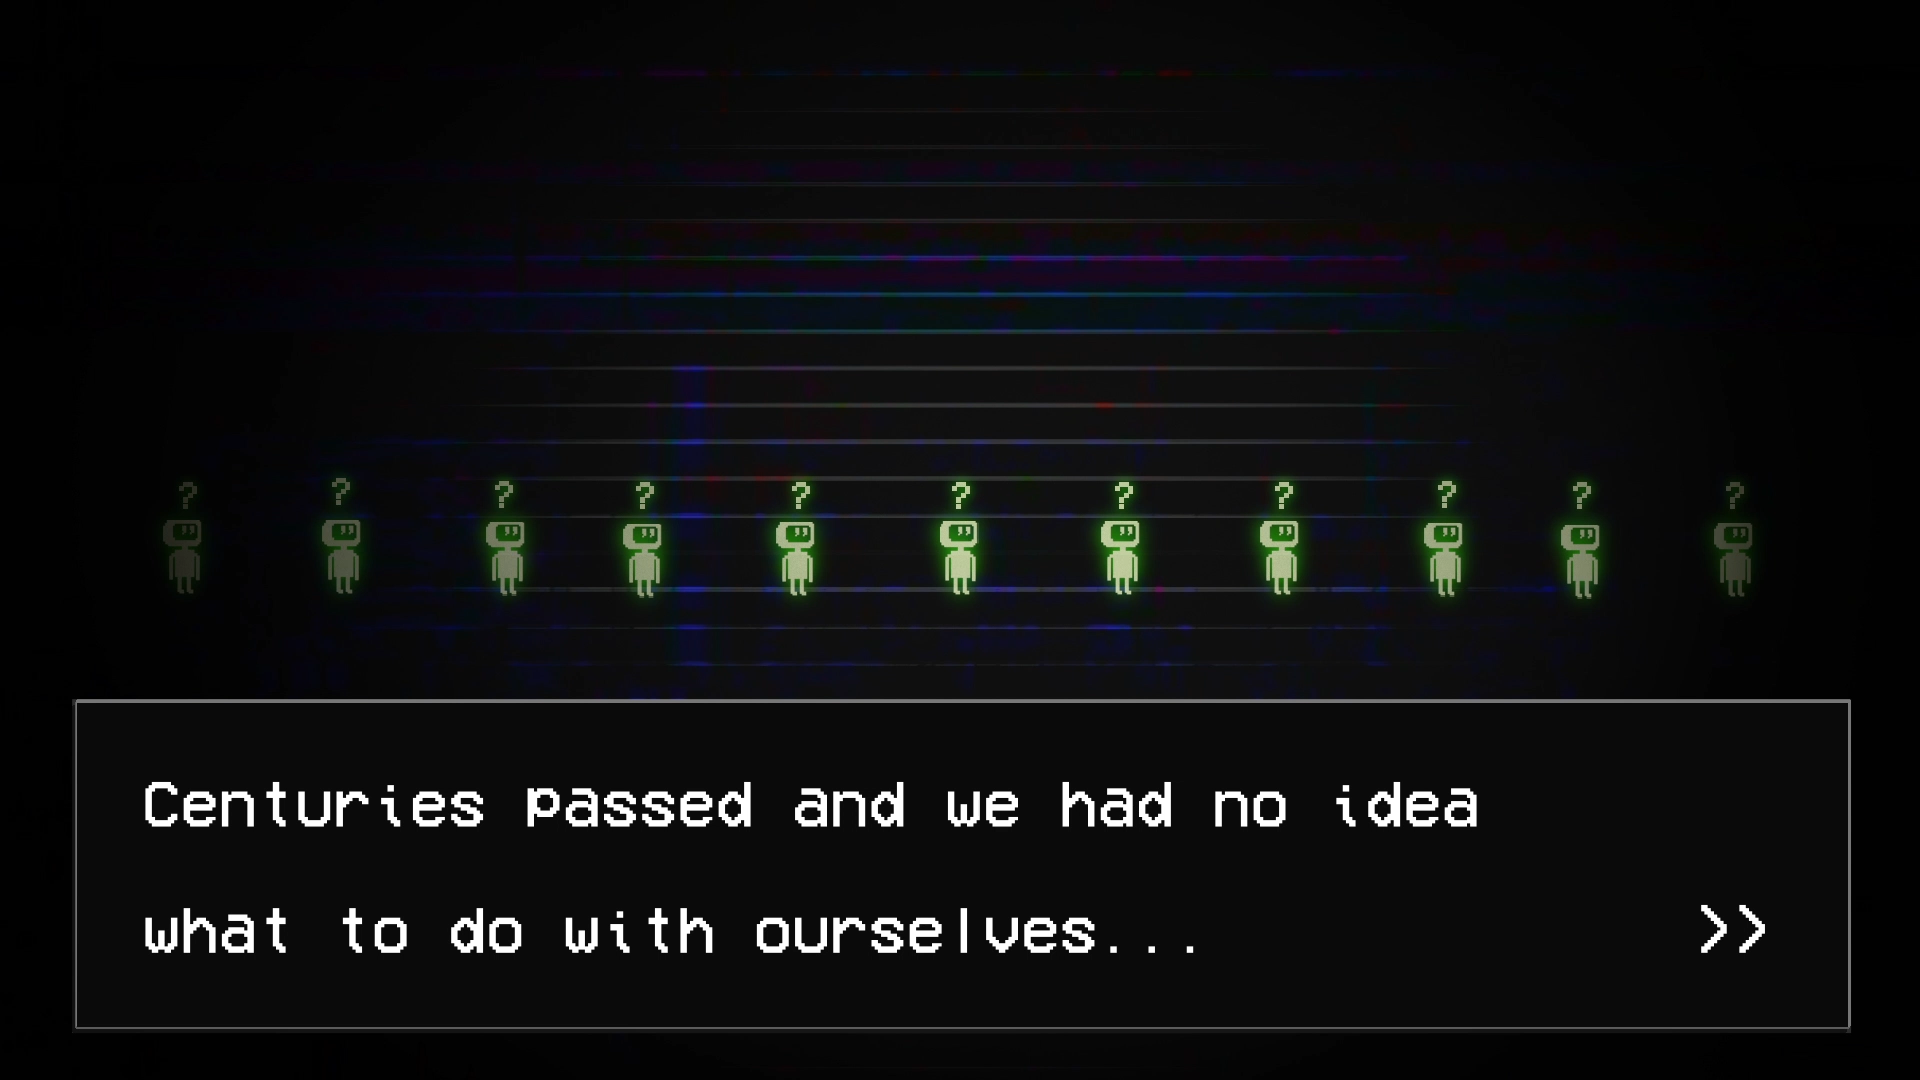 ? ? ? ? ? ? ? ? ? ? ?
Centuries passed and we had no idea
what to do with ourselves...
>>